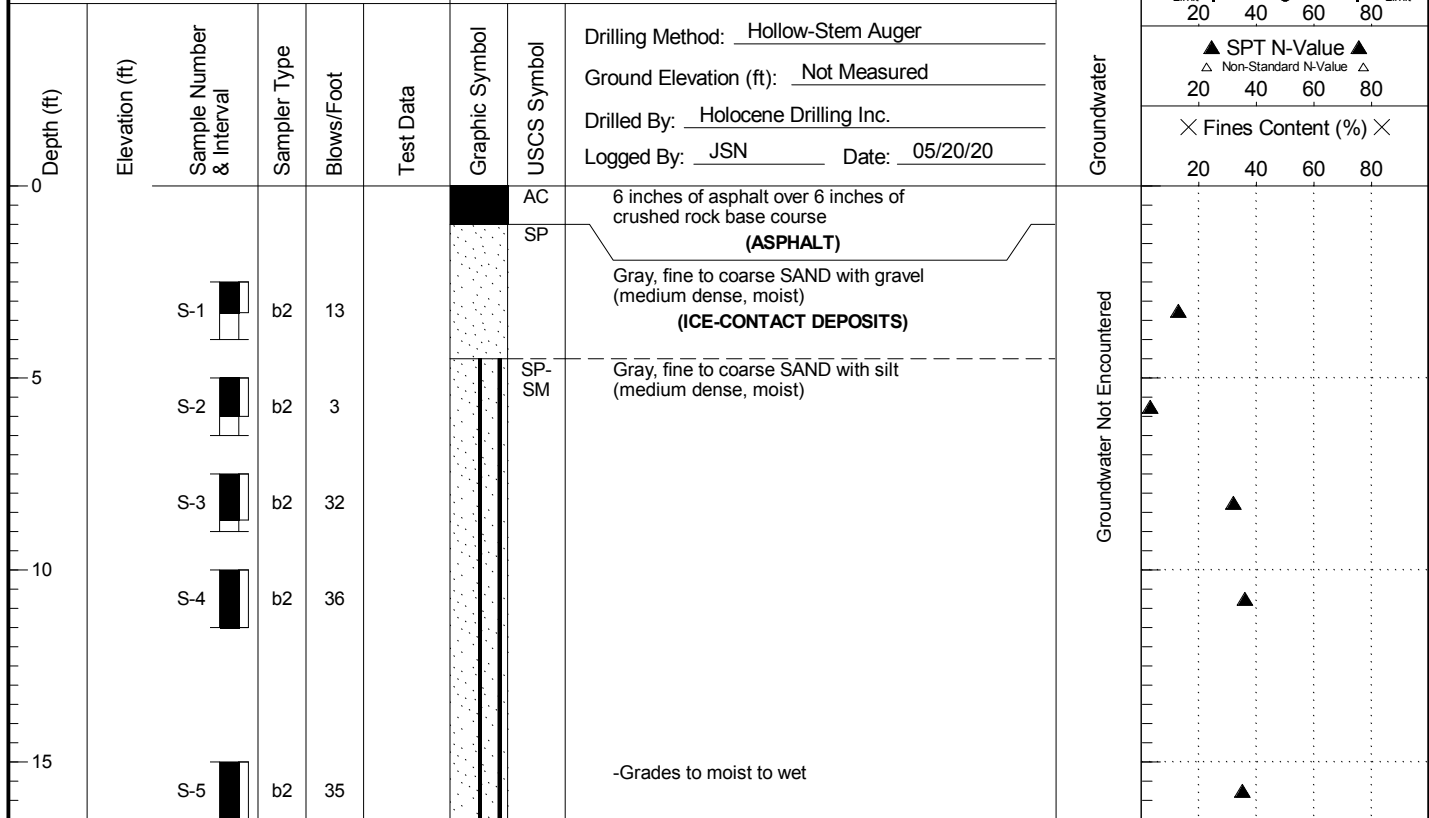 Drilling Method: Hollow-Stem Auger
Ground Elevation (ft): Not Measured
Drilled By: Holocene Drilling Inc.
Logged By: JSN Date: 05/20/20
Depth (ft)
Elevation (ft)
Sample Number
& Interval
Sampler Type
Blows/Foot
Test Data
Graphic Symbol
USCS Symbol
Groundwater
20 40 60 80
▲ SPT N-Value ▲
△ Non-Standard N-Value △
20 40 60 80
× Fines Content (%) ×
20 40 60 80
0
AC
6 inches of asphalt over 6 inches of
crushed rock base course
(ASPHALT)
SP
Gray, fine to coarse SAND with gravel
(medium dense, moist)
(ICE-CONTACT DEPOSITS)
S-1 b2 13
5
SP-
SM
Gray, fine to coarse SAND with silt
(medium dense, moist)
S-2 b2 3
S-3 b2 32
10
S-4 b2 36
15
-Grades to moist to wet
S-5 b2 35
Groundwater Not Encountered